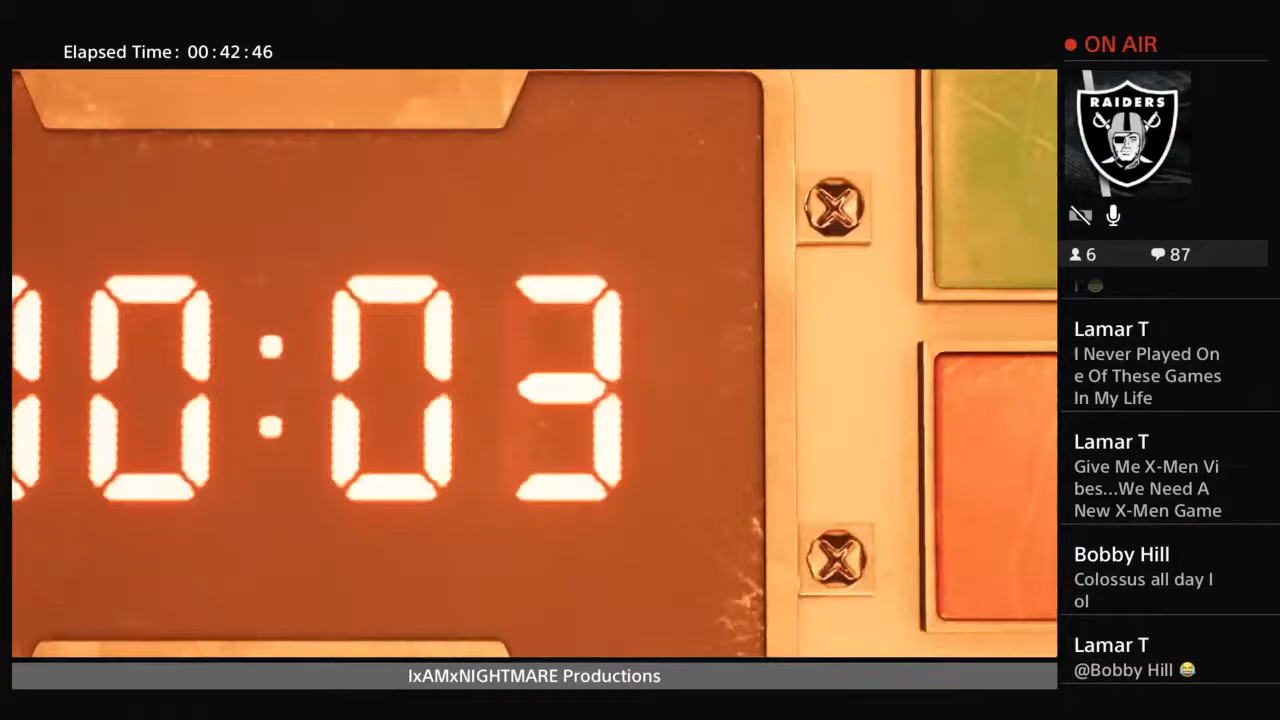 Elapsed Time: 00:42:46
ON AIR
RAIDERS
6 87
Lamar T
I Never Played On
e Of These Games
In My Life
Lamar T
Give Me X-Men Vi
bes...We Need A
New X-Men Game
Bobby Hill
Colossus all day l
ol
Lamar T
@Bobby Hill 😂
0:03
IxAMxNIGHTMARE Productions